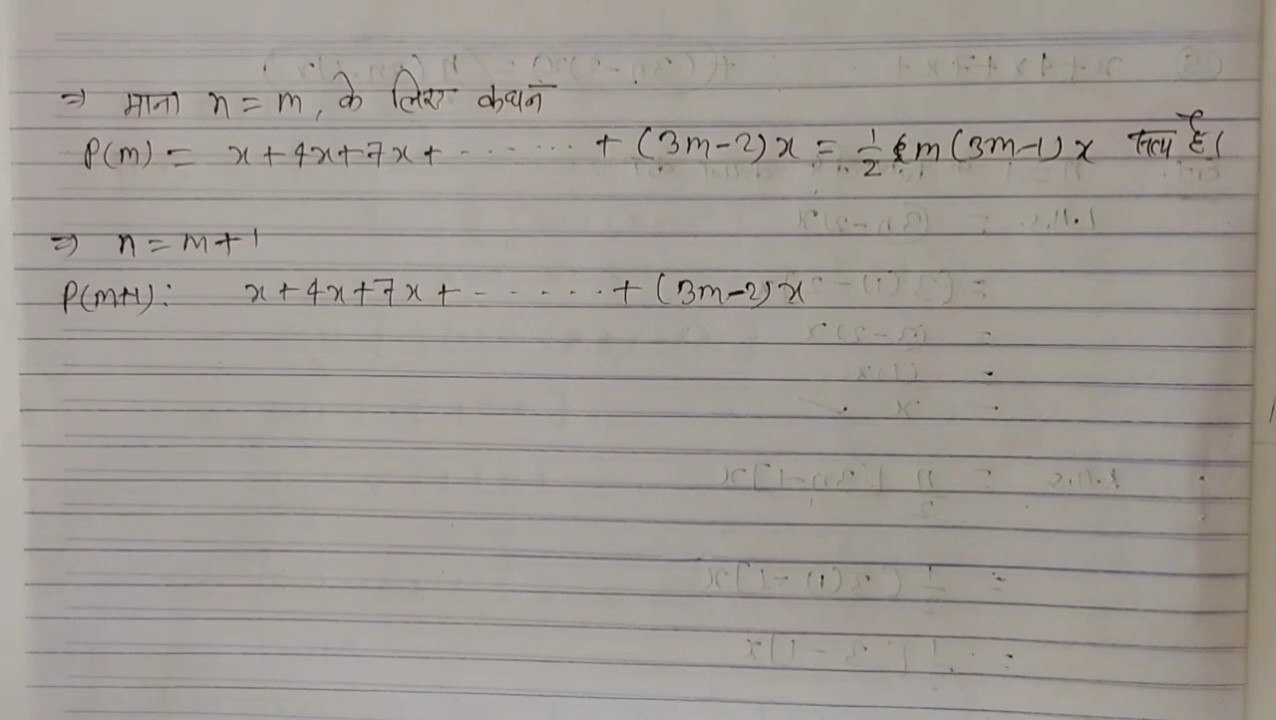 ⇒ माना n = m, के लिए कथन
P(m) = x + 4x + 7x + ------- + (3m-2)x = 1/2 m(3m-1)x सत्य है।
⇒ n = m+1
P(m+1): x + 4x + 7x + ------ + (3m-2)x